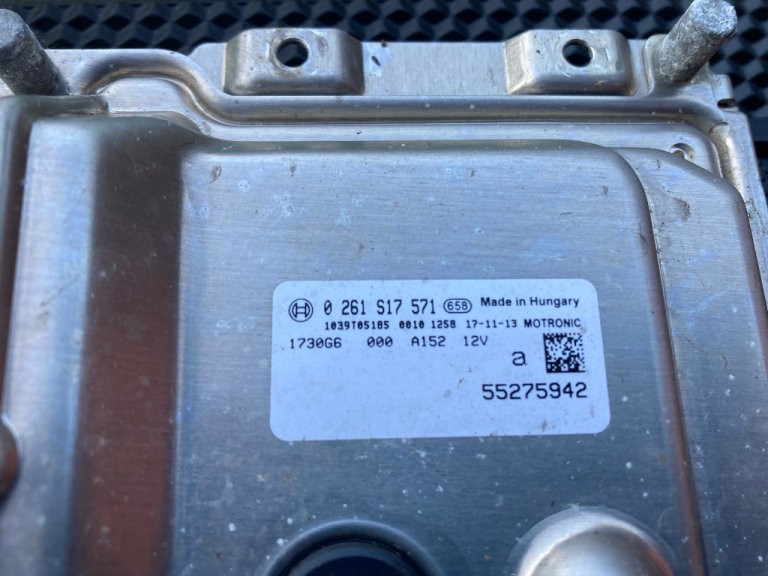 0 261 S17 571 658 Made in Hungary
1039T05185 0010 1258 17-11-13 MOTRONIC
1730G6 000 A152 12V
a
55275942